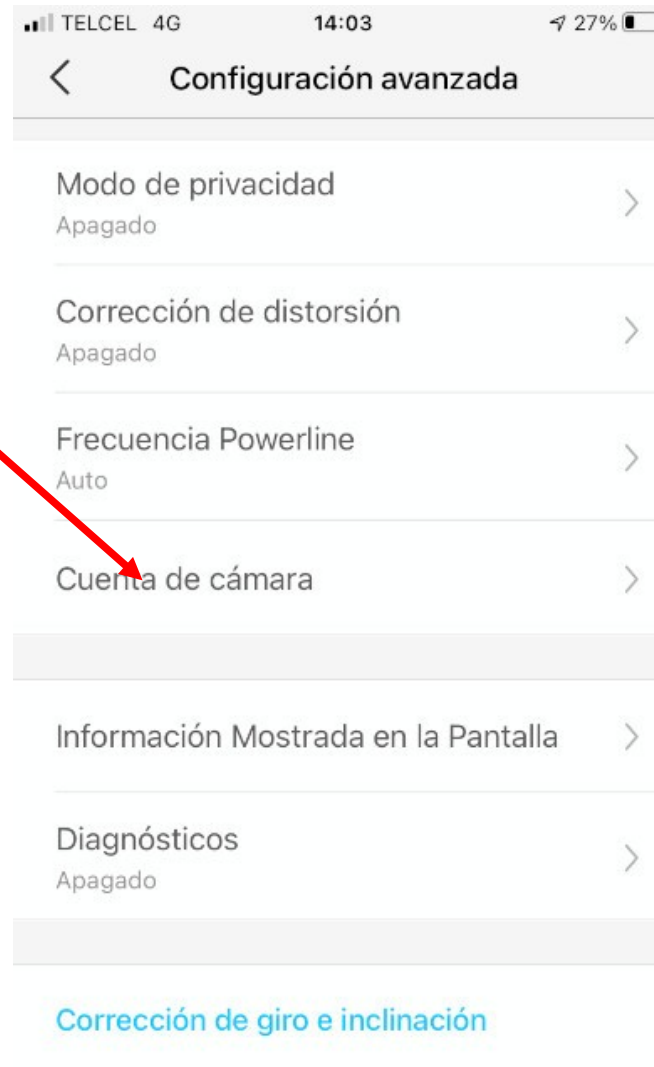 TELCEL 4G 14:03 27%
Configuración avanzada
Modo de privacidad
Apagado
Corrección de distorsión
Apagado
Frecuencia Powerline
Auto
Cuenta de cámara
Información Mostrada en la Pantalla
Diagnósticos
Apagado
Corrección de giro e inclinación